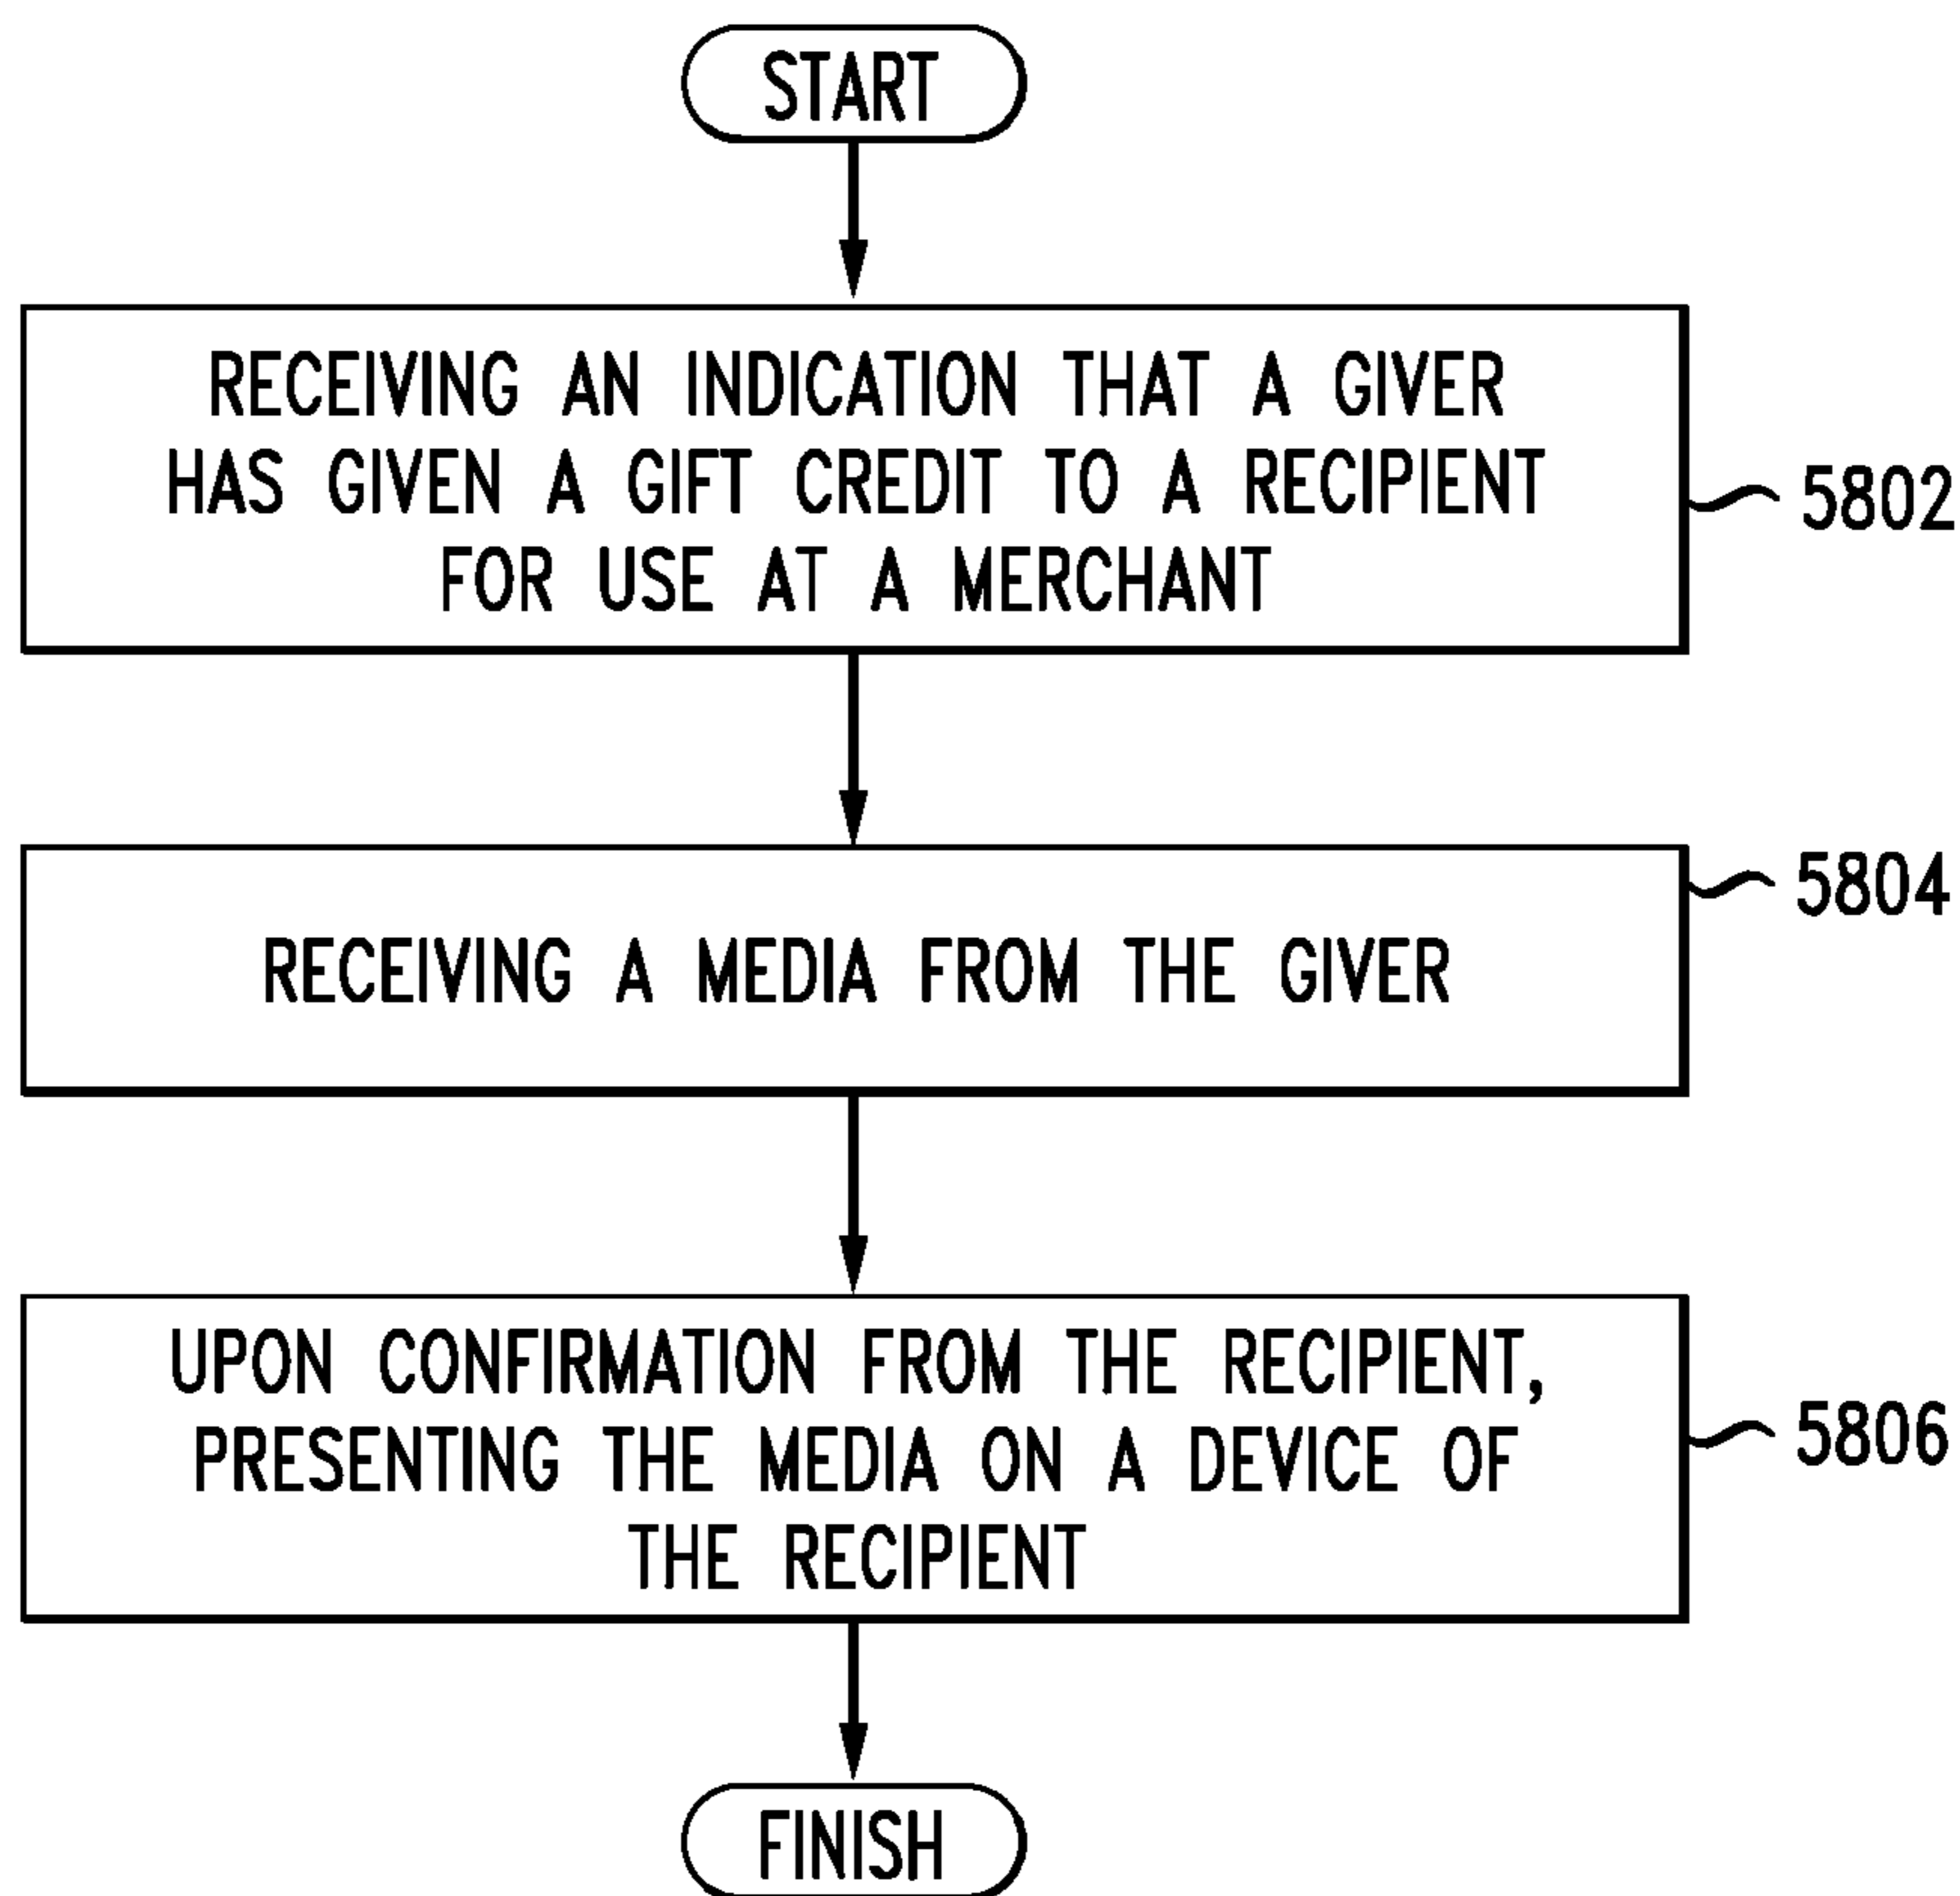 START
RECEIVING AN INDICATION THAT A GIVER
HAS GIVEN A GIFT CREDIT TO A RECIPIENT
FOR USE AT A MERCHANT
5802
RECEIVING A MEDIA FROM THE GIVER
5804
UPON CONFIRMATION FROM THE RECIPIENT,
PRESENTING THE MEDIA ON A DEVICE OF
THE RECIPIENT
5806
FINISH